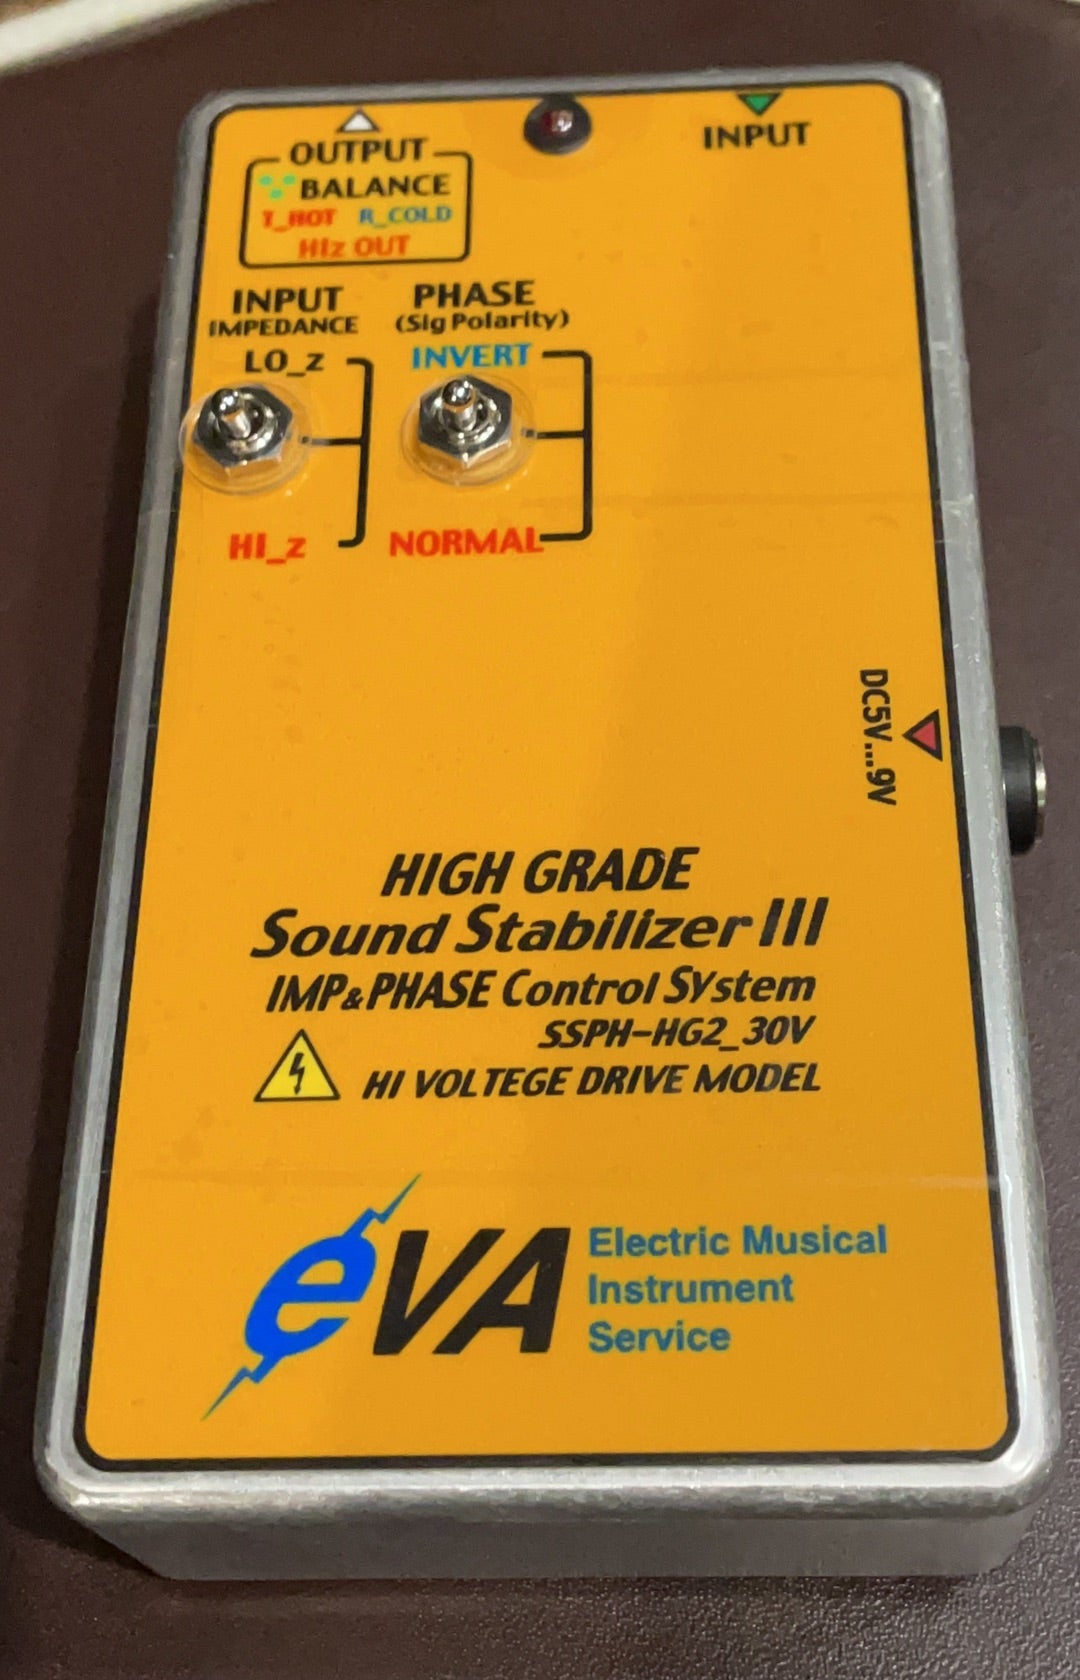 OUTPUT
INPUT
BALANCE
T_HOT R_COLD
HIz OUT
INPUT
IMPEDANCE
PHASE
(Sig Polarity)
LO_z
INVERT
HI_z
NORMAL
DC5V...9V
HIGH GRADE
Sound Stabilizer III
IMP&PHASE Control SYstem
SSPH-HG2_30V
HI VOLTEGE DRIVE MODEL
eVA
Electric Musical
Instrument
Service